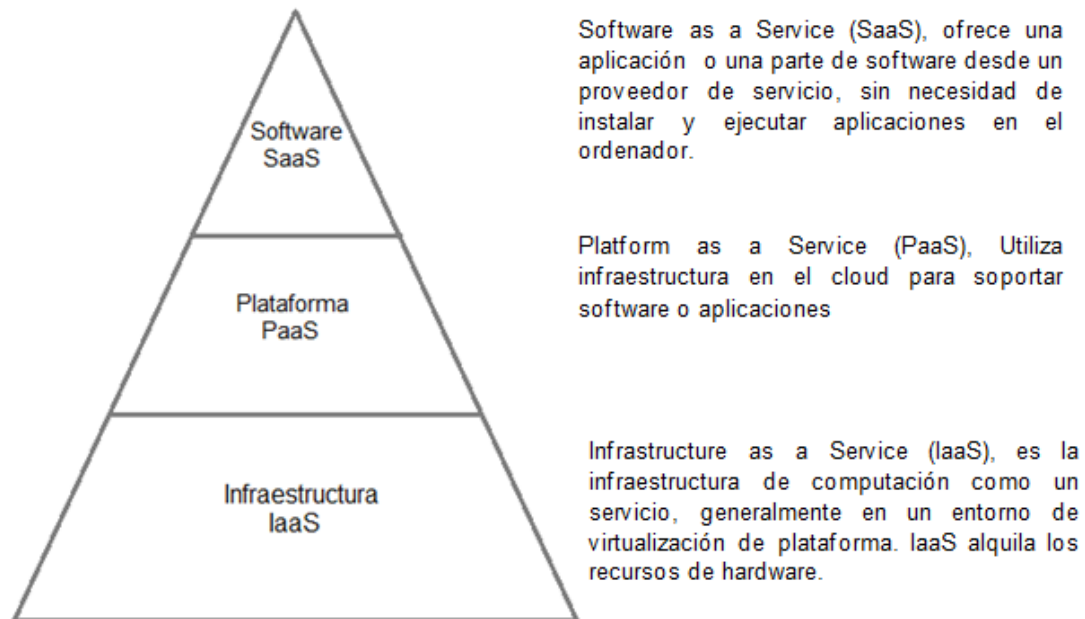 Software
SaaS
Software as a Service (SaaS), ofrece una
aplicación o una parte de software desde un
proveedor de servicio, sin necesidad de
instalar y ejecutar aplicaciones en el
ordenador.
Plataforma
PaaS
Platform as a Service (PaaS), Utiliza
infraestructura en el cloud para soportar
software o aplicaciones
Infraestructura
IaaS
Infrastructure as a Service (IaaS), es la
infraestructura de computación como un
servicio, generalmente en un entorno de
virtualización de plataforma. IaaS alquila los
recursos de hardware.